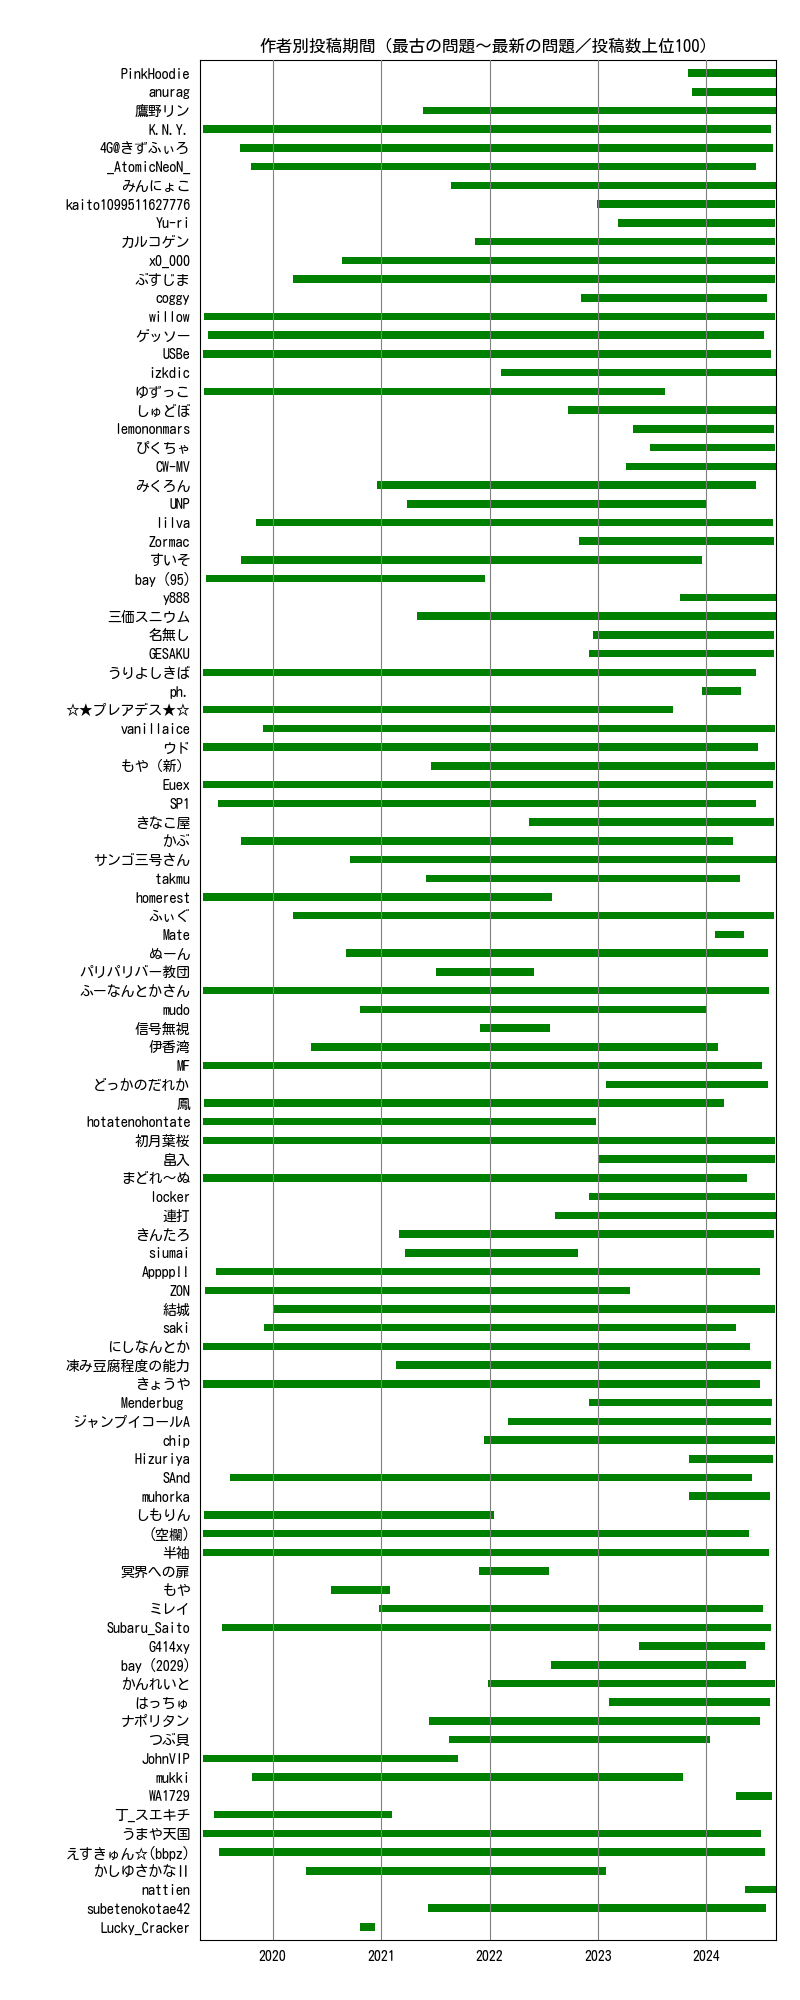 作者別投稿期間 (最古の問題～最新の問題／投稿数上位100)
PinkHoodie
anurag
鷹野リン
K.N.Y.
4G@きずふぃろ
_AtomicNeoN_
みんにょこ
kaito1099511627776
Yu-ri
カルコゲン
x0_000
ぷすじま
coggy
willow
ゲッソー
USBe
izkdic
ゆずっこ
しゅどぼ
lemononmars
ぴくちゃ
CW-MV
みくろん
UNP
lilva
Zormac
すいそ
bay (95)
y888
三価スニウム
名無し
GESAKU
うりよしきば
ph.
☆★プレアデス★☆
vanillaice
ウド
もや (新)
Euex
SP1
きなこ屋
かぶ
サンゴ三号さん
takmu
homerest
ふぃぐ
Mate
ぬーん
パリパリバー教団
ふーなんとかさん
mudo
信号無視
伊香湾
MF
どっかのだれか
鳳
hotatenohontate
初月葉桜
畠入
まどれ～ぬ
locker
連打
きんたろ
siumai
AppppII
ZON
結城
saki
にしなんとか
凍み豆腐程度の能力
きょうや
Menderbug
ジャンプイコールA
chip
Hizuriya
SAnd
muhorka
しもりん
(空欄)
半袖
冥界への扉
もや
ミレイ
Subaru_Saito
G414xy
bay (2029)
かんれいと
はっちゅ
ナポリタン
つぶ貝
JohnVIP
mukki
WA1729
丁_スエキチ
うまや天国
えすきゅん☆(bbpz)
かしゆさかなⅡ
nattien
subetenokotae42
Lucky_Cracker
2020 2021 2022 2023 2024